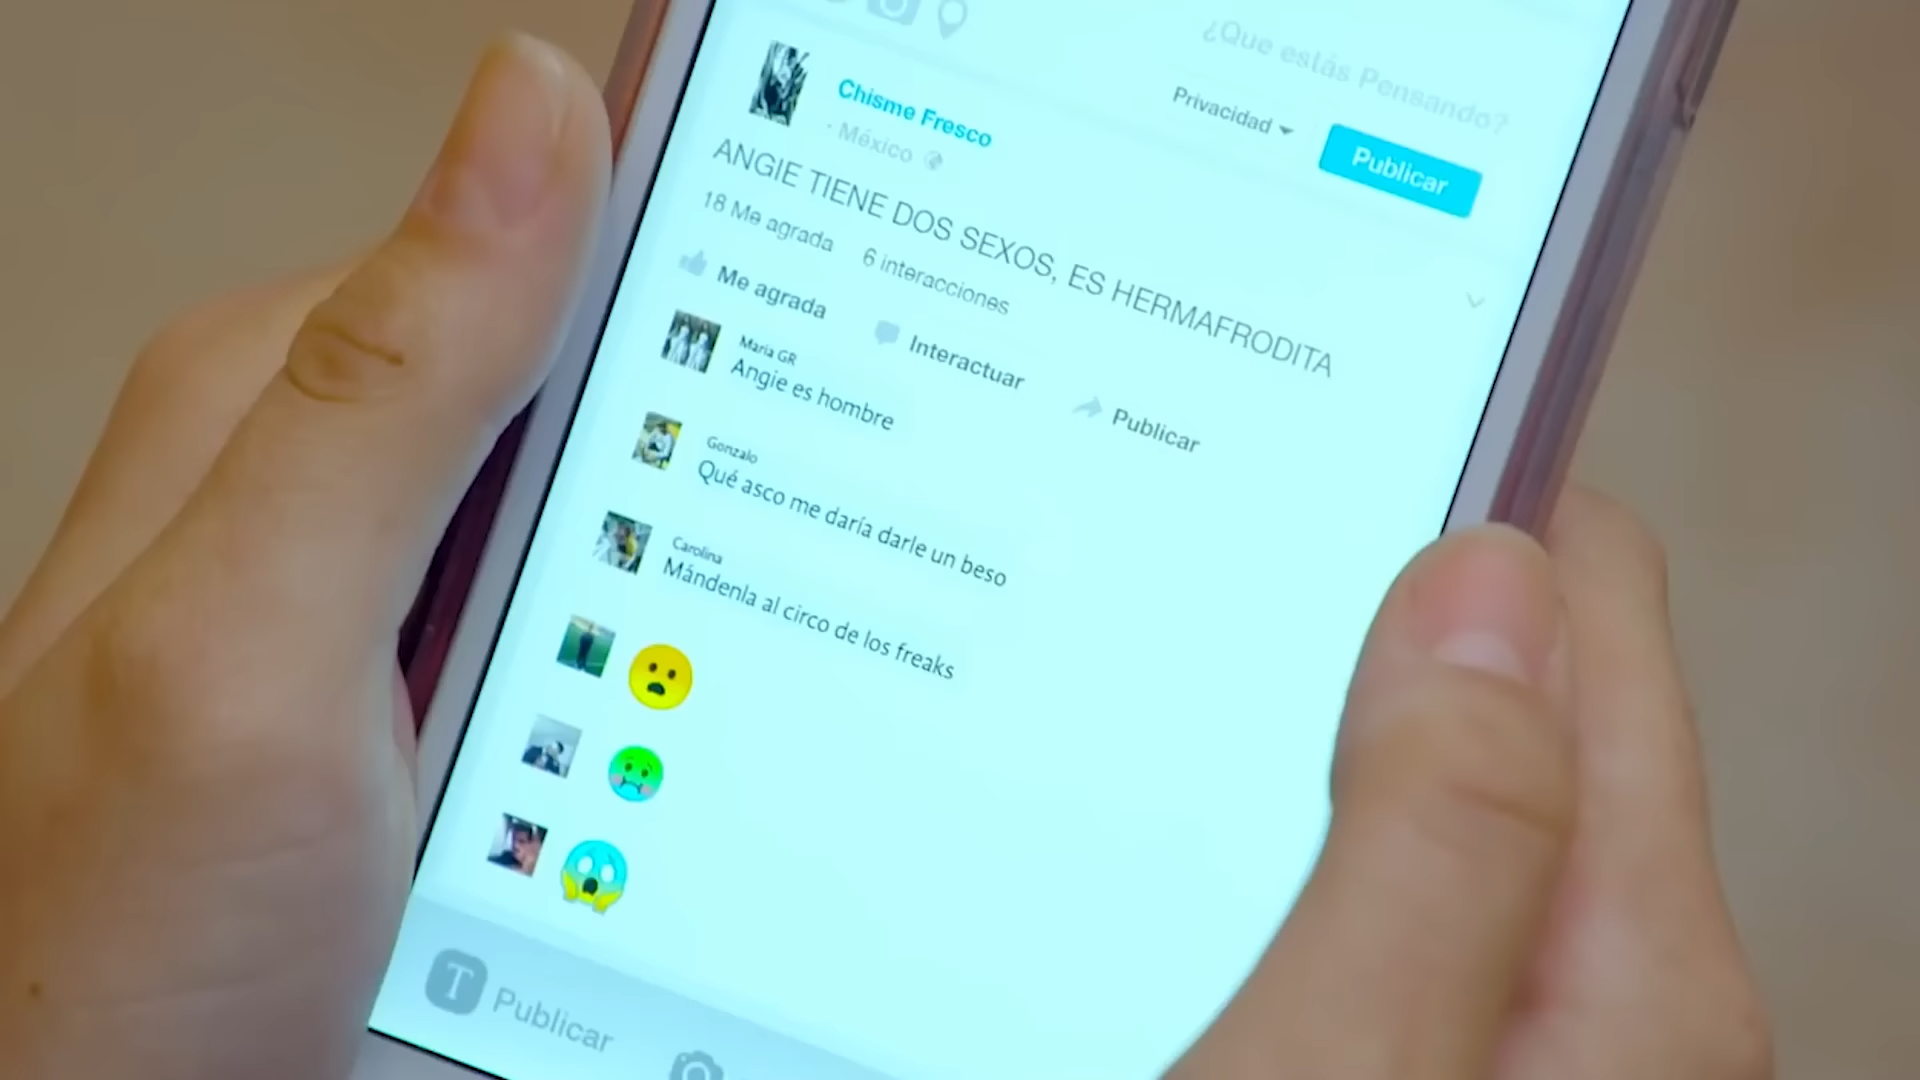 ¿Que estás Pensando?
Privacidad
Publicar
Chisme Fresco
- México
ANGIE TIENE DOS SEXOS, ES HERMAFRODITA
18 Me agrada 6 interacciones
Me agrada Interactuar Publicar
Maria GR
Angie es hombre
Gonzalo
Qué asco me daría darle un beso
Carolina
Mándenla al circo de los freaks
T Publicar